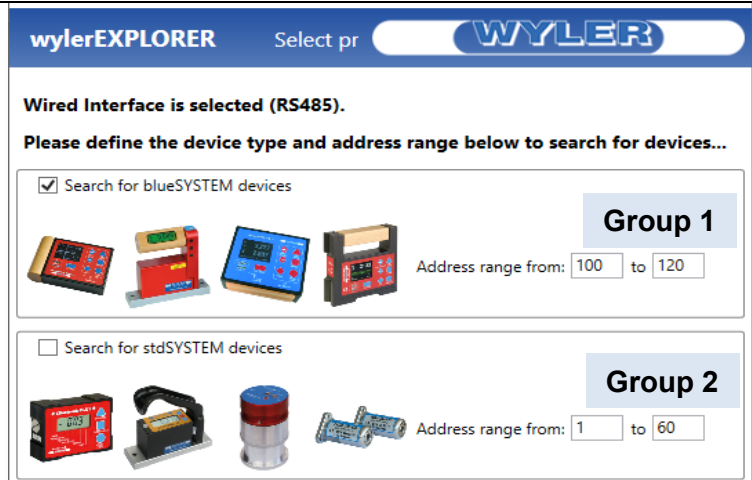 wylerEXPLORER Select pr WYLER
Wired Interface is selected (RS485).
Please define the device type and address range below to search for devices...
Search for blueSYSTEM devices
Group 1
Address range from: 100 to 120
Search for stdSYSTEM devices
Group 2
Address range from: 1 to 60